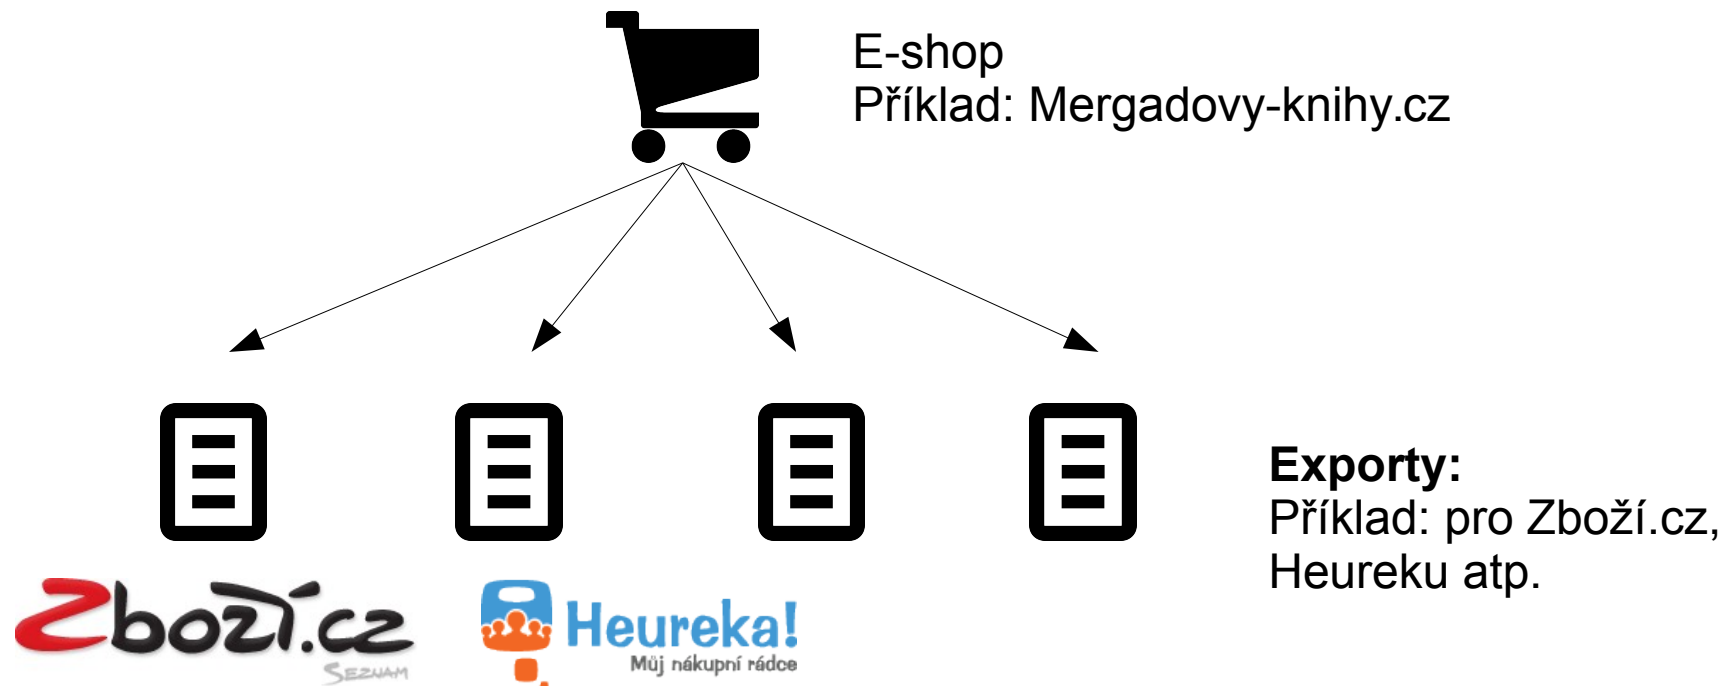 E-shop
Příklad: Mergadovy-knihy.cz
Exporty:
Příklad: pro Zboží.cz,
Heureku atp.
Zboží.cz
Seznam
Heureka!
Můj nákupní rádce